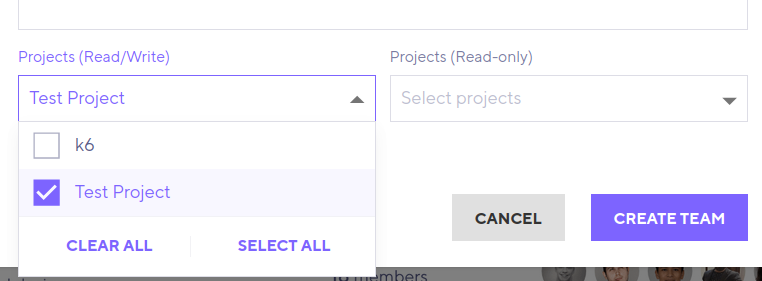 Projects (Read/Write)
Projects (Read-only)
Test Project
Select projects
k6
Test Project
CANCEL
CREATE TEAM
CLEAR ALL
SELECT ALL
members